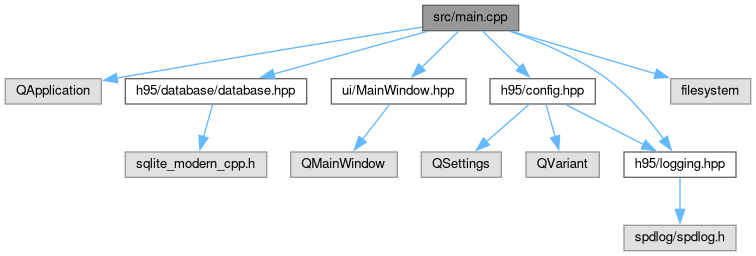 src/main.cpp
QApplication
h95/database/database.hpp
ui/MainWindow.hpp
h95/config.hpp
filesystem
sqlite_modern_cpp.h
QMainWindow
QSettings
QVariant
h95/logging.hpp
spdlog/spdlog.h